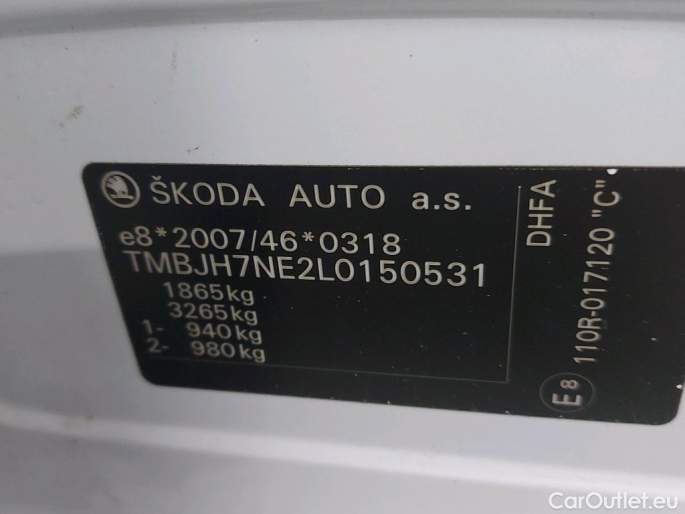 ŠKODA AUTO a.s.
e8*2007/46*0318
TMBJH7NE2L0150531
1865kg
3265kg
1- 940kg
2- 980kg
DHFA
E8 110R-017120 "C"
CarOutlet.eu